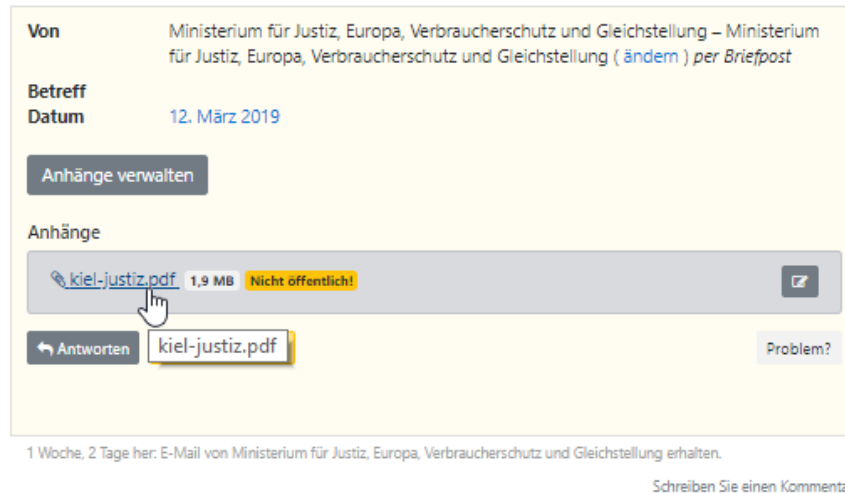 Von Ministerium für Justiz, Europa, Verbraucherschutz und Gleichstellung – Ministerium
für Justiz, Europa, Verbraucherschutz und Gleichstellung ( ändern ) per Briefpost
Betreff
Datum 12. März 2019
Anhänge verwalten
Anhänge
kiel-justiz.pdf 1,9 MB Nicht öffentlich!
Antworten kiel-justiz.pdf Problem?
1 Woche, 2 Tage her: E-Mail von Ministerium für Justiz, Europa, Verbraucherschutz und Gleichstellung erhalten.
Schreiben Sie einen Kommenta